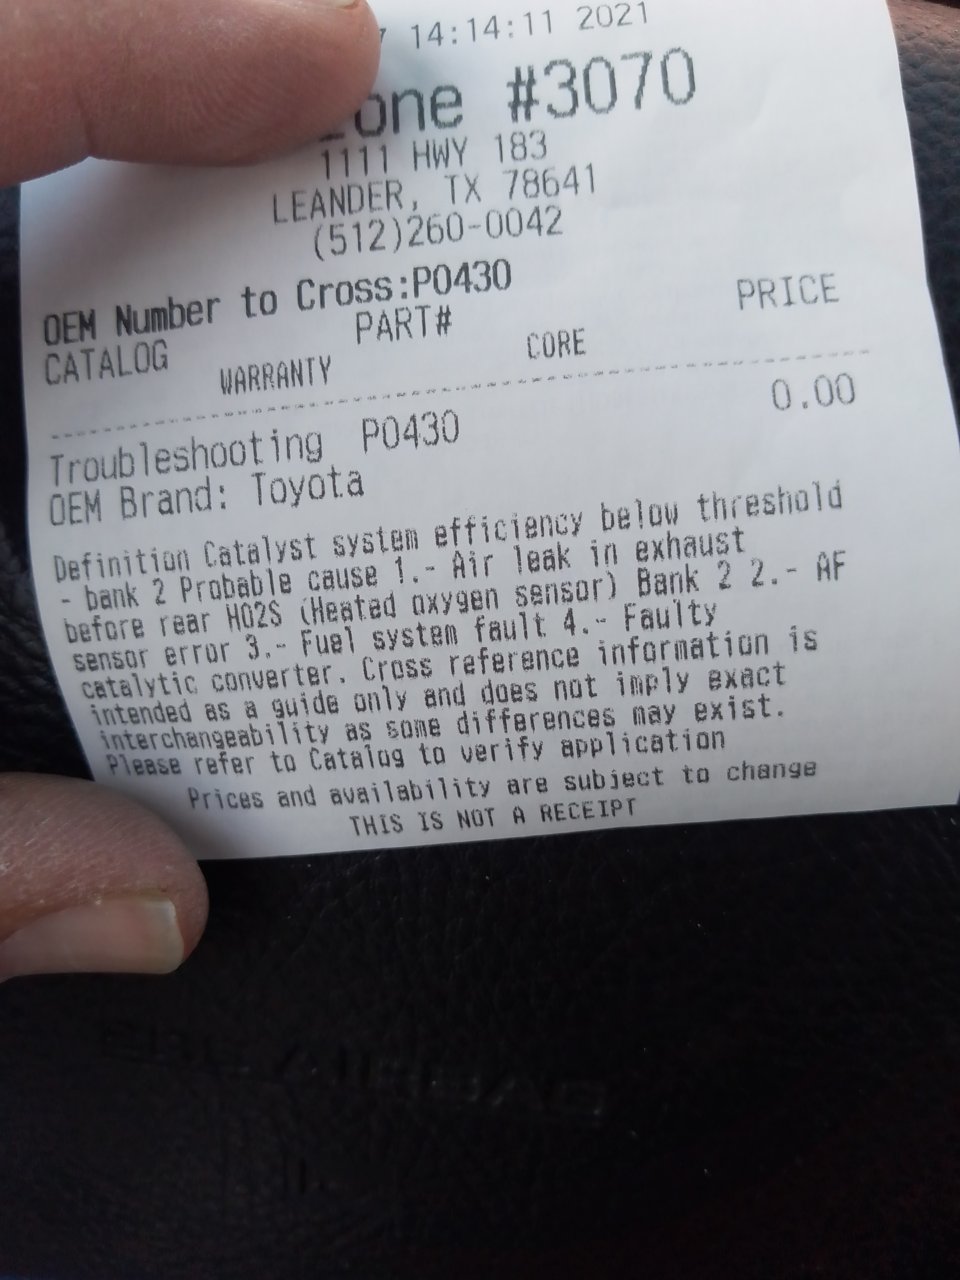 14:14:11 2021
zone #3070
1111 HWY 183
LEANDER, TX 78641
(512)260-0042
OEM Number to Cross:P0430
CATALOG PART# PRICE
WARRANTY CORE
Troubleshooting P0430 0.00
OEM Brand: Toyota
Definition Catalyst system efficiency below threshold
- bank 2 Probable cause 1.- Air leak in exhaust
before rear HO2S (Heated oxygen sensor) Bank 2 2.- AF
sensor error 3.- Fuel system fault 4.- Faulty
catalytic converter. Cross reference information is
intended as a guide only and does not imply exact
interchangeability as some differences may exist.
Please refer to Catalog to verify application
Prices and availability are subject to change
THIS IS NOT A RECEIPT
AIRBAG